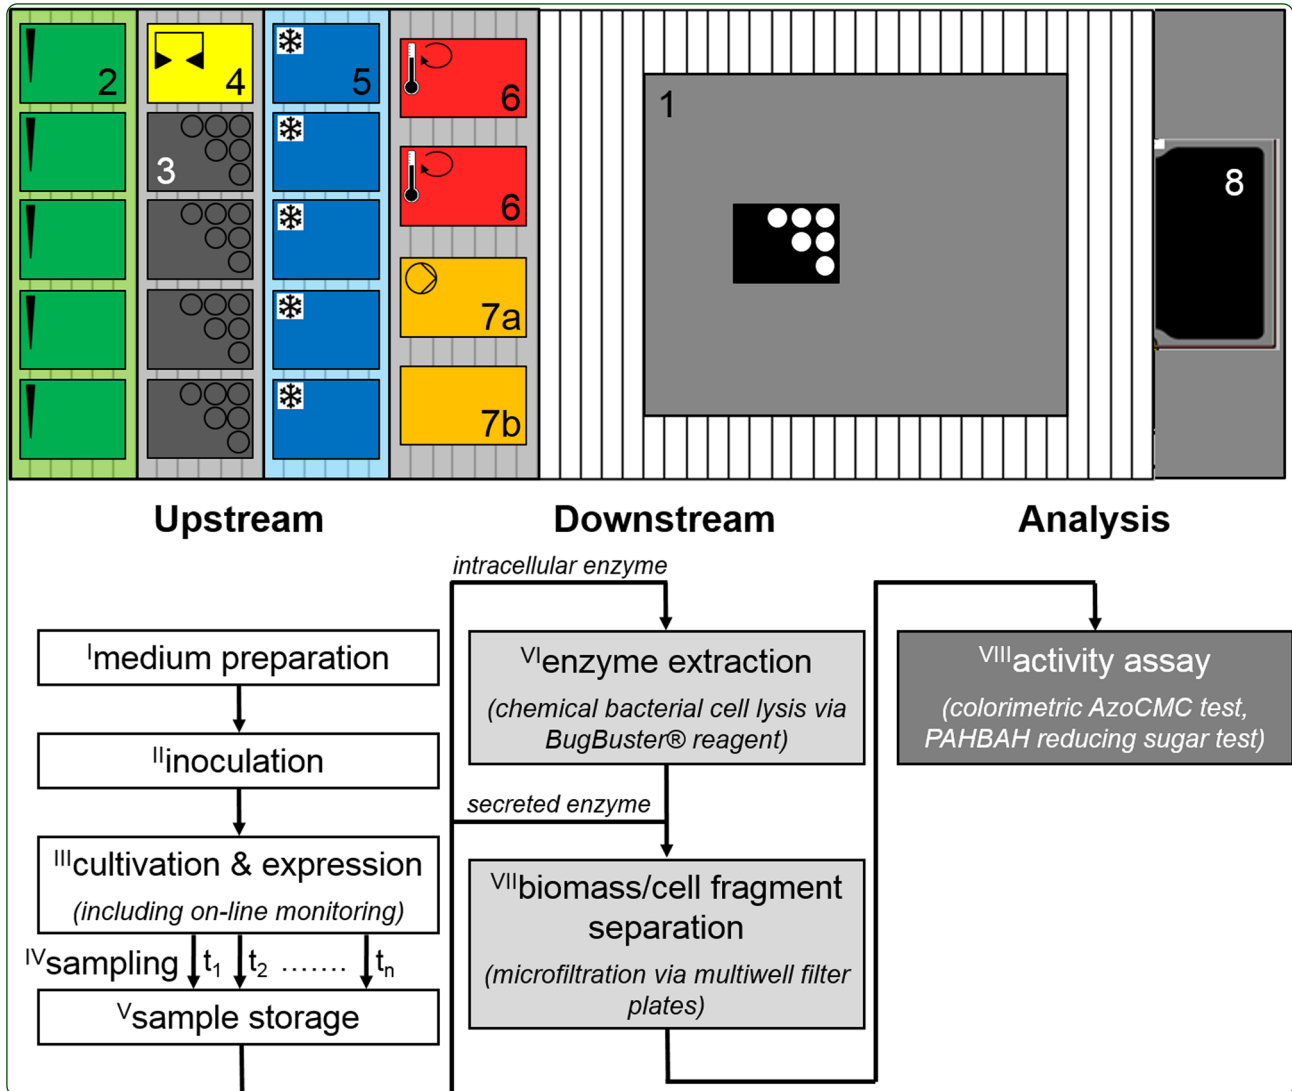 2
4
5
6
1
8
3
6
7a
7b
Upstream
Downstream
Analysis
intracellular enzyme
Imedium preparation
IIinoculation
IIIcultivation & expression
(including on-line monitoring)
IVsampling t1 t2 ....... tn
Vsample storage
VIenzyme extraction
(chemical bacterial cell lysis via
BugBuster® reagent)
secreted enzyme
VIIbiomass/cell fragment
separation
(microfiltration via multiwell filter
plates)
VIIIactivity assay
(colorimetric AzoCMC test,
PAHBAH reducing sugar test)